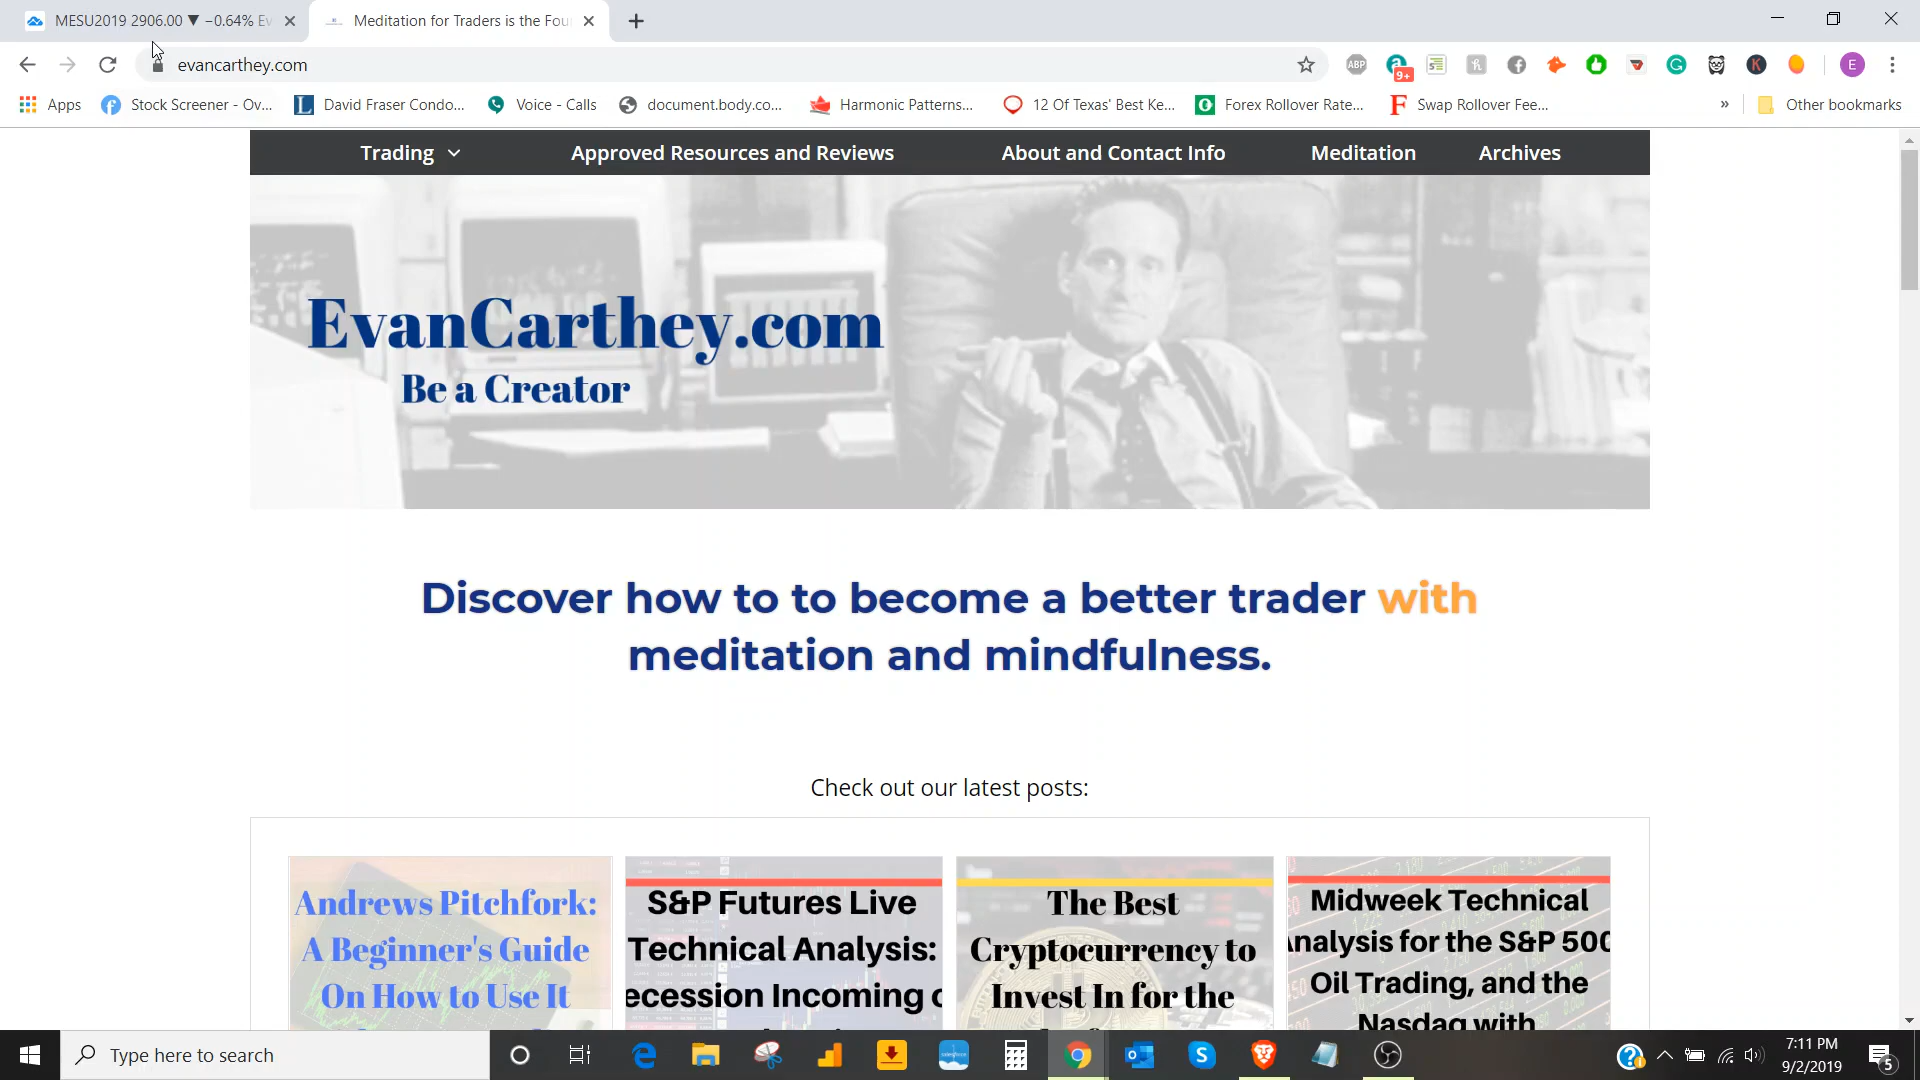 MESU2019 2906.00 ▼ −0.64% Ev
Meditation for Traders is the Fou
evancarthey.com
ABP
9+
E
Apps
Stock Screener - Ov...
David Fraser Condo...
Voice - Calls
document.body.co...
Harmonic Patterns...
12 Of Texas' Best Ke...
Forex Rollover Rate...
Swap Rollover Fee...
»
Other bookmarks
Trading
Approved Resources and Reviews
About and Contact Info
Meditation
Archives
EvanCarthey.com
Be a Creator
Discover how to to become a better trader with
meditation and mindfulness.
Check out our latest posts:
Andrews Pitchfork:
A Beginner's Guide
On How to Use It
S&P Futures Live
Technical Analysis:
ecession Incoming o
The Best
Cryptocurrency to
Invest In for the
Midweek Technical
Analysis for the S&P 500
Oil Trading, and the
Nasdaq with
Type here to search
7:11 PM
9/2/2019
5